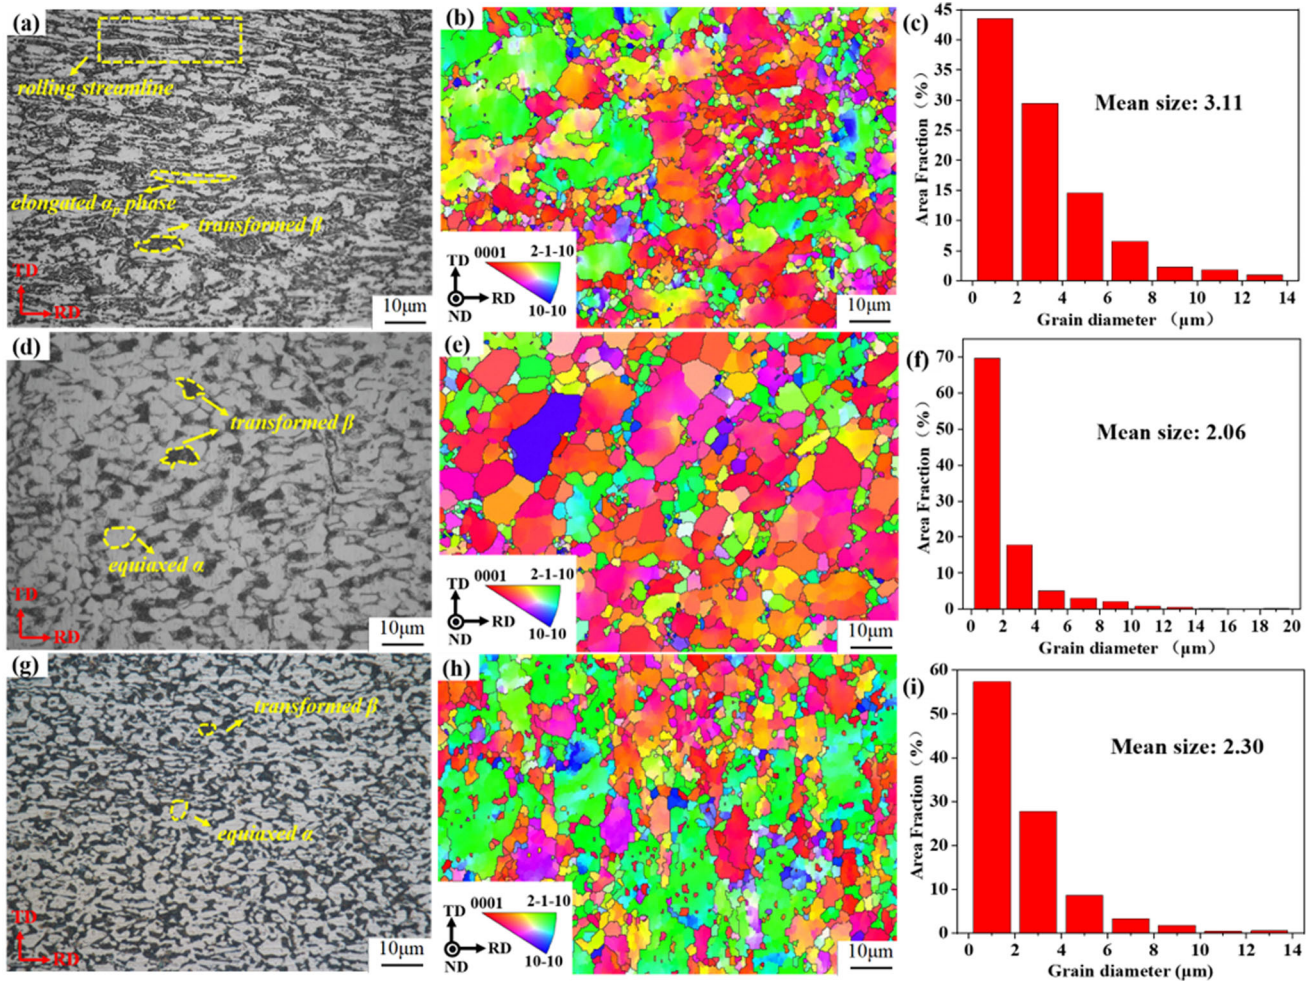 (a)
rolling streamline
elongated αp phase
transformed β
TD
RD
10μm
(b)
0001 2-1-10
10-10
TD
RD
ND
10μm
(c)
45
40
35
30
25
20
15
10
5
0
Area Fraction (%)
Mean size: 3.11
0 2 4 6 8 10 12 14
Grain diameter (μm)
(d)
transformed β
equiaxed α
TD
RD
10μm
(e)
0001 2-1-10
10-10
TD
RD
ND
10μm
(f)
70
60
50
40
30
20
10
0
Area Fraction (%)
Mean size: 2.06
0 2 4 6 8 10 12 14 16 18 20
Grain diameter (μm)
(g)
transformed β
equiaxed α
TD
RD
10μm
(h)
0001 2-1-10
10-10
TD
RD
ND
10μm
(i)
60
50
40
30
20
10
0
Area Fraction (%)
Mean size: 2.30
0 2 4 6 8 10 12 14
Grain diameter (μm)